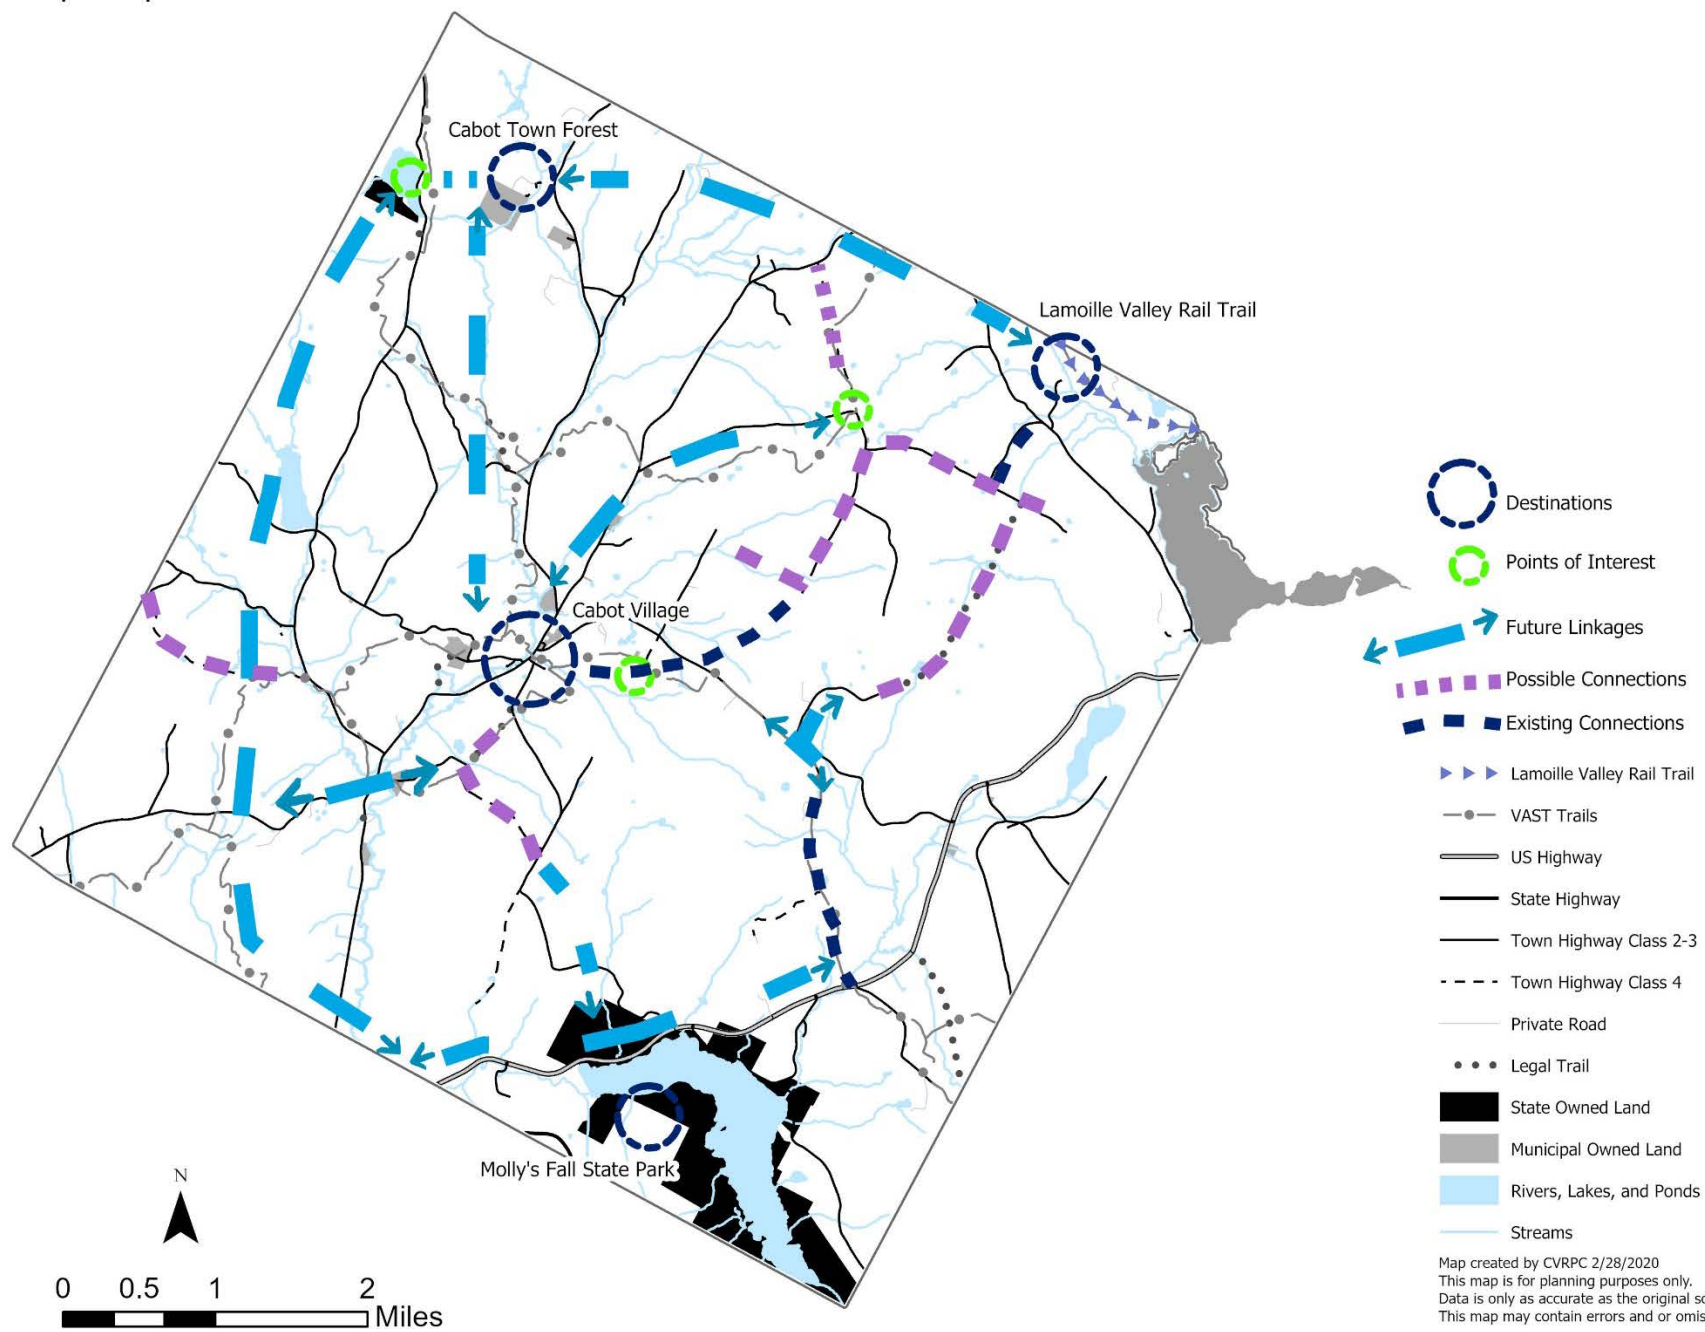 Cabot Town Forest
Lamoille Valley Rail Trail
Cabot Village
Molly's Fall State Park
Destinations
Points of Interest
Future Linkages
Possible Connections
Existing Connections
Lamoille Valley Rail Trail
VAST Trails
US Highway
State Highway
Town Highway Class 2-3
Town Highway Class 4
Private Road
Legal Trail
State Owned Land
Municipal Owned Land
Rivers, Lakes, and Ponds
Streams
N
0 0.5 1 2
Miles
Map created by CVRPC 2/28/2020
This map is for planning purposes only.
Data is only as accurate as the original
This map may contain errors and or